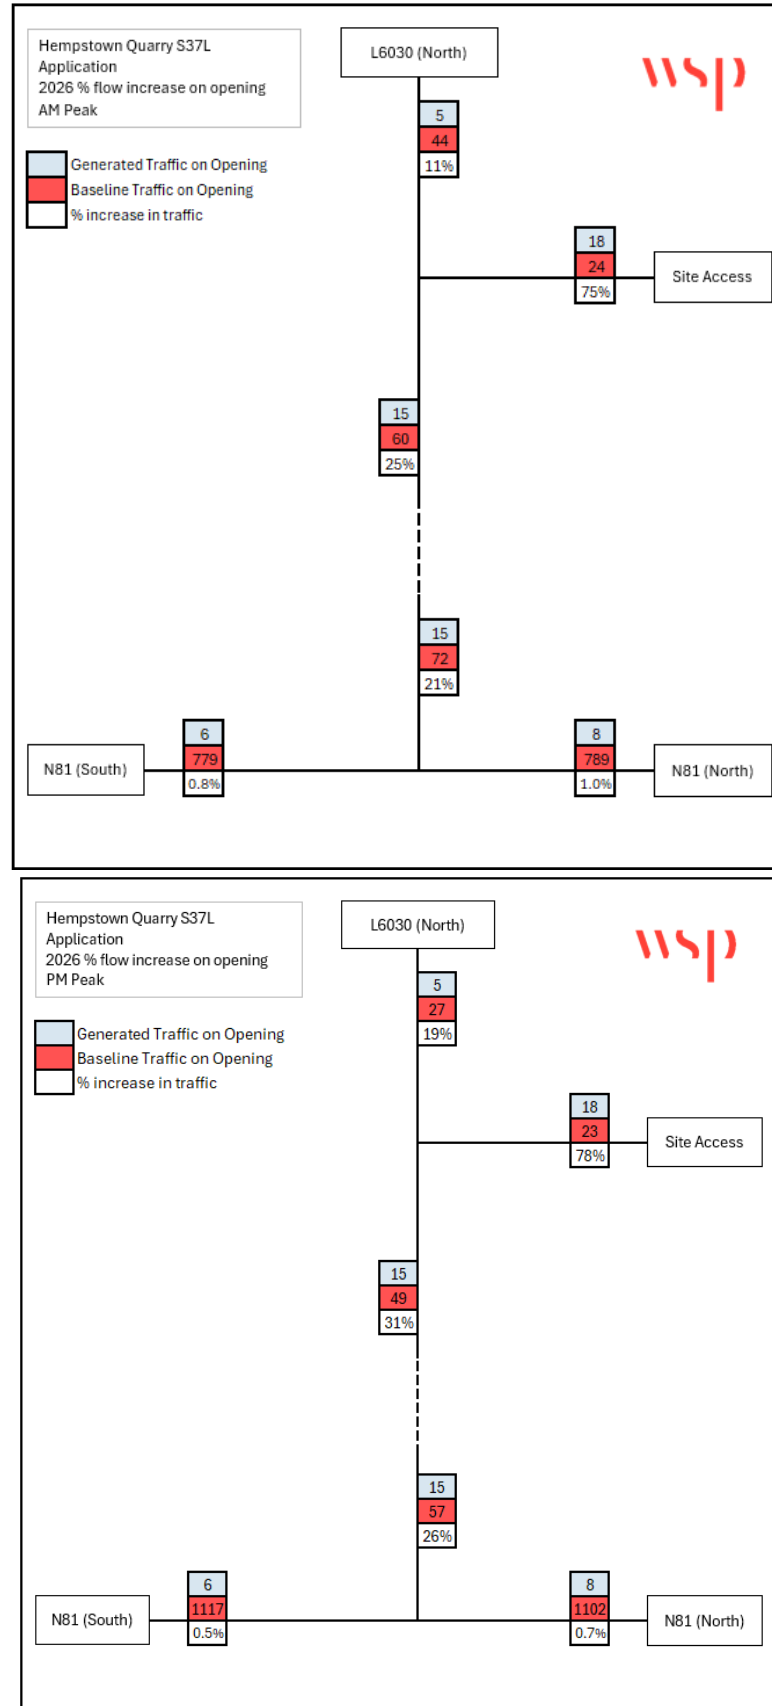 Hempstown Quarry S37L
Application
2026 % flow increase on opening
AM Peak
L6030 (North)
wsp
Generated Traffic on Opening
Baseline Traffic on Opening
% increase in traffic
5
44
11%
18
24
75%
Site Access
15
60
25%
15
72
21%
N81 (South)
6
779
0.8%
8
789
1.0%
N81 (North)
Hempstown Quarry S37L
Application
2026 % flow increase on opening
PM Peak
L6030 (North)
wsp
Generated Traffic on Opening
Baseline Traffic on Opening
% increase in traffic
5
27
19%
18
23
78%
Site Access
15
49
31%
15
57
26%
N81 (South)
6
1117
0.5%
8
1102
0.7%
N81 (North)